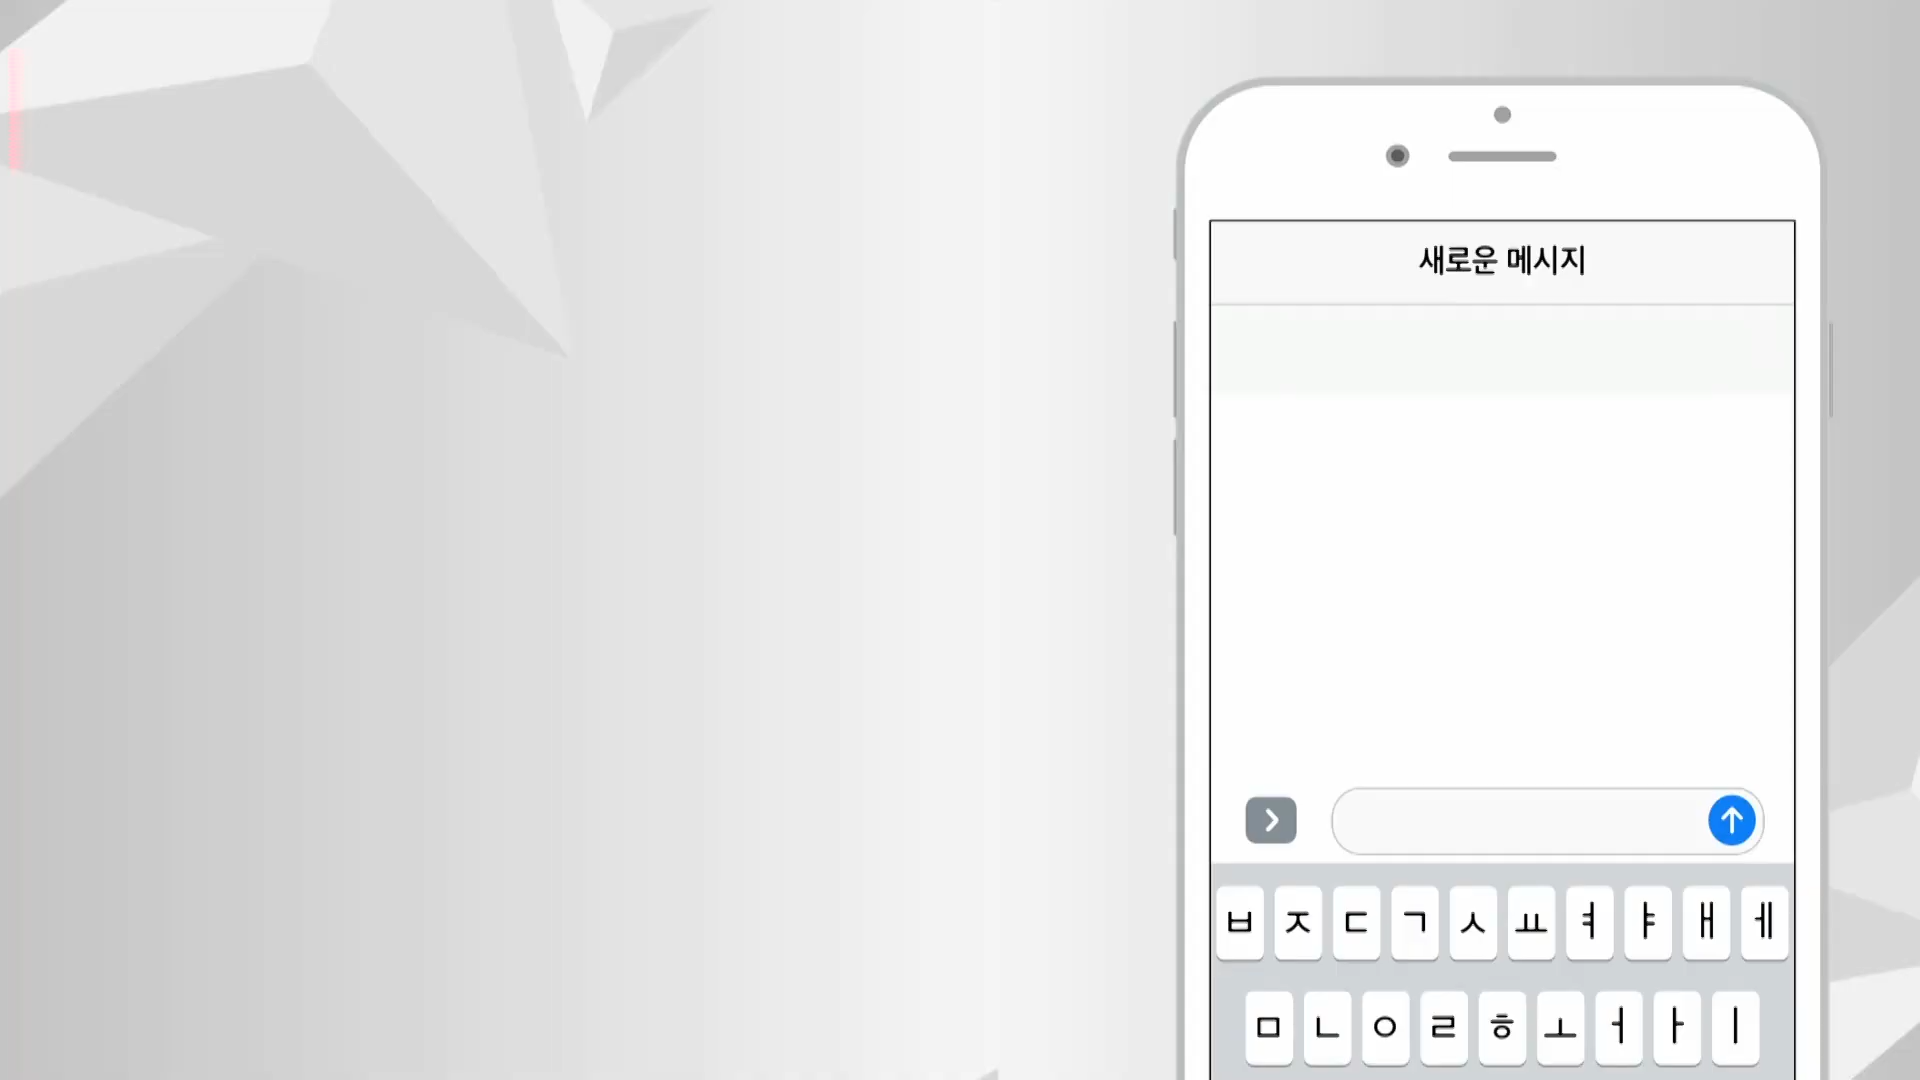 새로운 메시지
ㅂ ㅈ ㄷ ㄱ ㅅ ㅛ ㅕ ㅑ ㅐ ㅔ
ㅁ ㄴ ㅇ ㄹ ㅎ ㅗ ㅓ ㅏ ㅣ